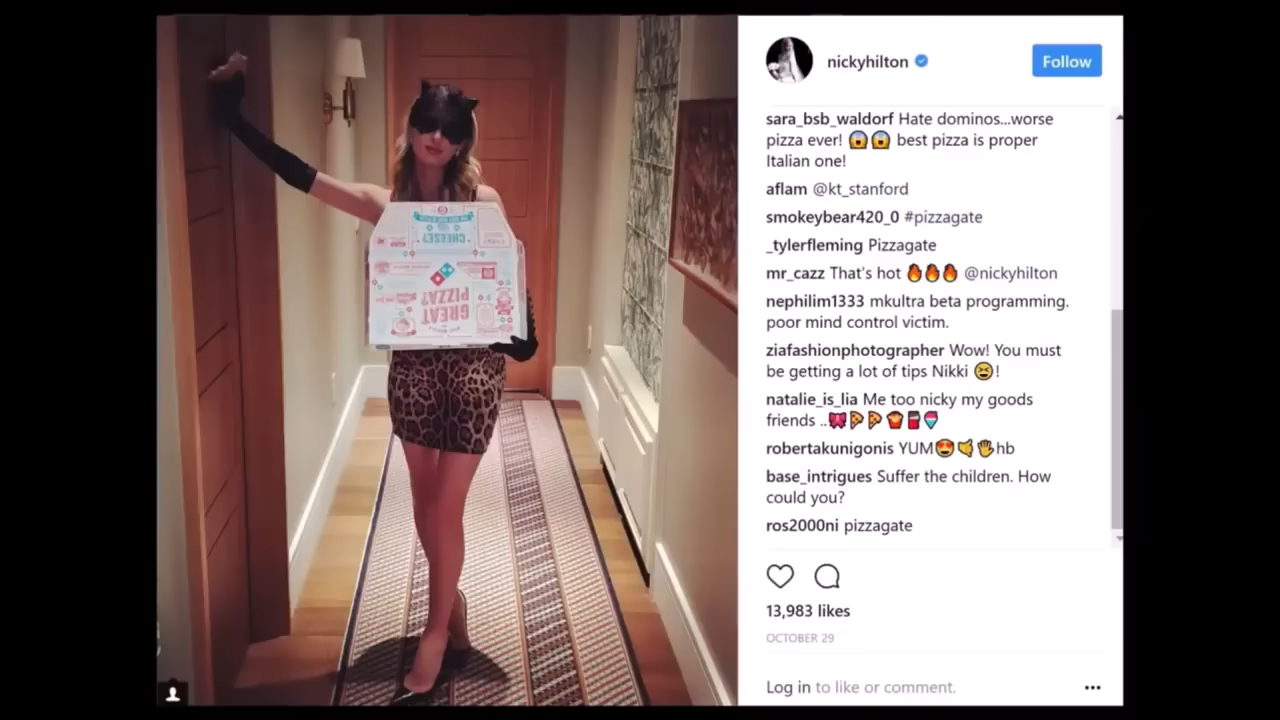 nickyhilton
Follow
sara_bsb_waldorf Hate dominos...worse
pizza ever! 😱😱 best pizza is proper
Italian one!
aflam @kt_stanford
smokeybear420_0 #pizzagate
_tylerfleming Pizzagate
mr_cazz That's hot 🔥🔥🔥 @nickyhilton
nephilim1333 mkultra beta programming.
poor mind control victim.
ziafashionphotographer Wow! You must
be getting a lot of tips Nikki 😆!
natalie_is_lia Me too nicky my goods
friends ..🎀🍕🍕🍿🥤🍧
robertakunigonis YUM😍🤙🖐hb
base_intrigues Suffer the children. How
could you?
ros2000ni pizzagate
13,983 likes
OCTOBER 29
Log in to like or comment.
CHEESE?
GREAT
PIZZA?